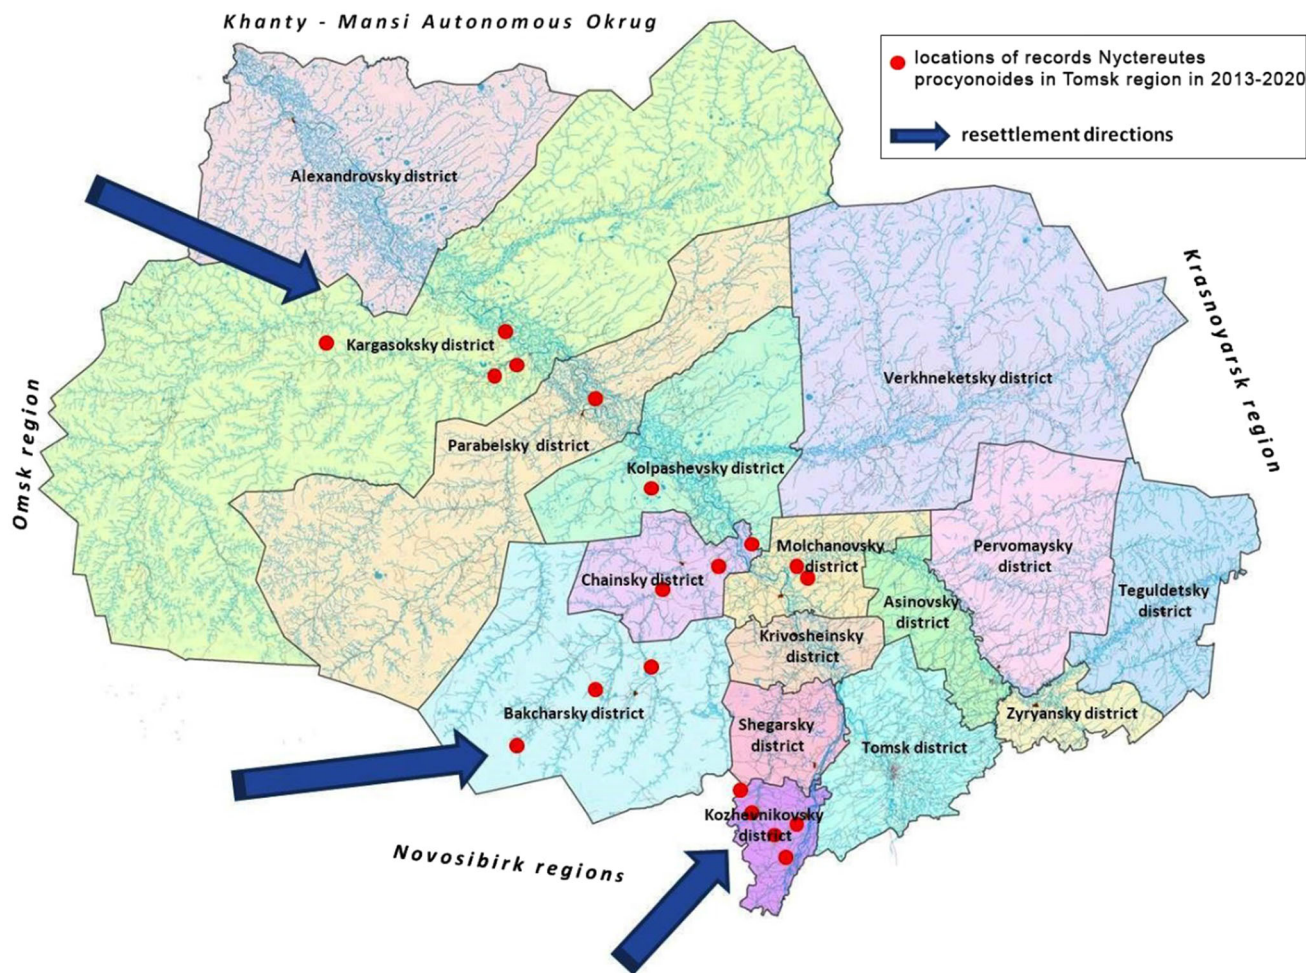 Khanty - Mansi Autonomous Okrug
locations of records Nyctereutes
procyonoides in Tomsk region in 2013-2020
resettlement directions
Alexandrovsky district
Krasnoyarsk region
Kargasoksky district
Verkhneketsky district
Omsk region
Parabelsky district
Kolpashevsky district
Molchanovsky
district
Pervomaysky
district
Chainsky district
Teguldetsky
district
Asinovsky
district
Krivosheinsky
district
Bakcharsky district
Zyryansky district
Shegarsky
district
Tomsk district
Kozhevnikovsky
district
Novosibirk regions